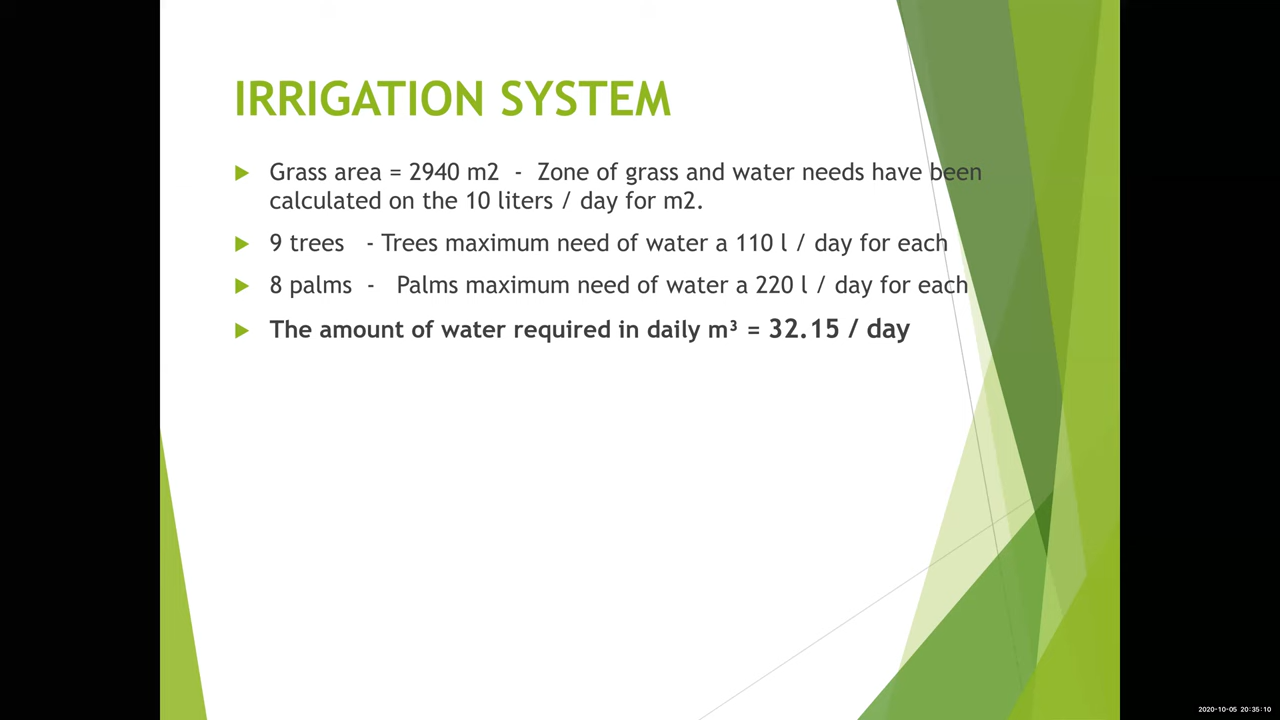 IRRIGATION SYSTEM
Grass area = 2940 m2 - Zone of grass and water needs have been
calculated on the 10 liters / day for m2.
9 trees - Trees maximum need of water a 110 l / day for each
8 palms - Palms maximum need of water a 220 l / day for each
The amount of water required in daily m³ = 32.15 / day
2020-10-05 20:35:10